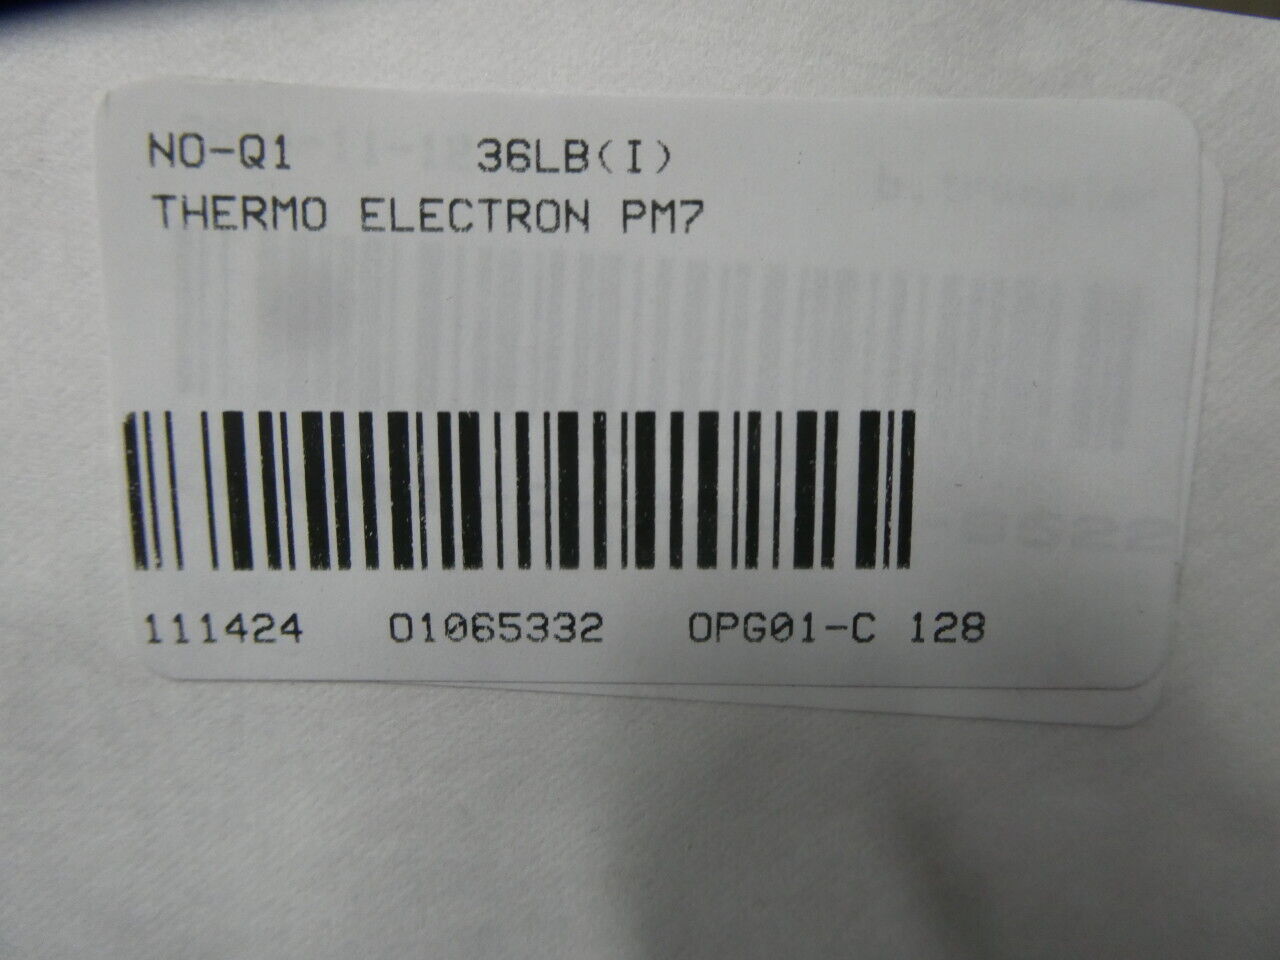 NO-Q1 36LB(I)
THERMO ELECTRON PM7
111424 01065332 OPG01-C 128